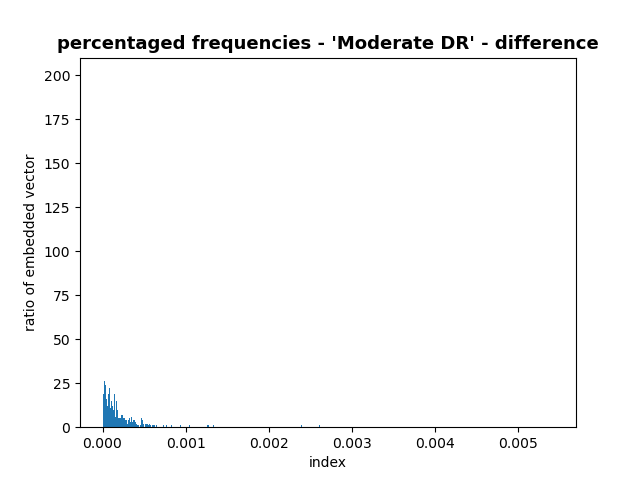 percentaged frequencies - 'Moderate DR' - difference
200
175
150
125
100
75
50
25
0
ratio of embedded vector
0.000 0.001 0.002 0.003 0.004 0.005
index